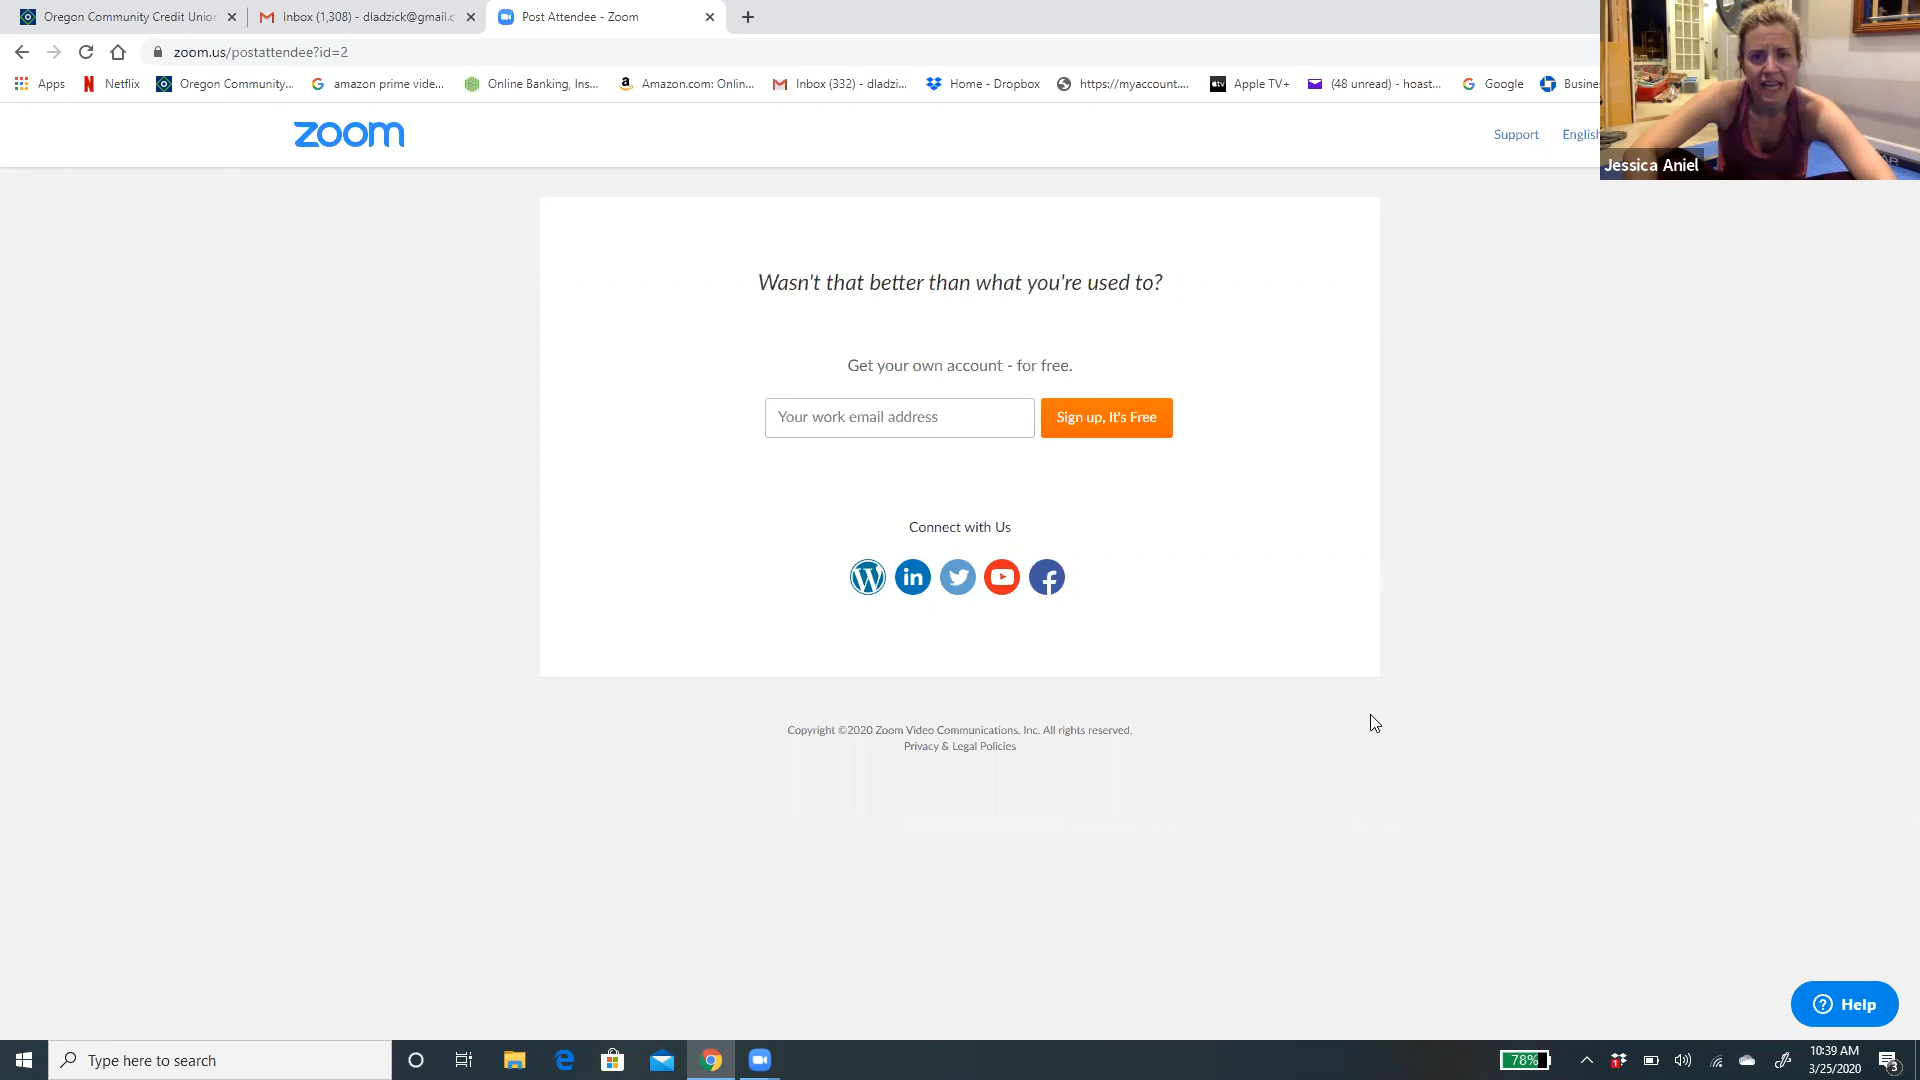 Oregon Community Credit Union
Inbox (1,308) - dladzick@gmail.c
Post Attendee - Zoom
zoom.us/postattendee?id=2
Apps
Netflix
Oregon Community...
amazon prime vide...
Online Banking, Ins...
Amazon.com: Onlin...
Inbox (332) - dladzi...
Home - Dropbox
https://myaccount....
Apple TV+
(48 unread) - hoast...
Google
Busine
zoom
Support
English
Jessica Aniel
Wasn't that better than what you're used to?
Get your own account - for free.
Your work email address
Sign up, It's Free
Connect with Us
Copyright ©2020 Zoom Video Communications, Inc. All rights reserved.
Privacy & Legal Policies
Help
Type here to search
78%
10:39 AM
3/25/2020
3